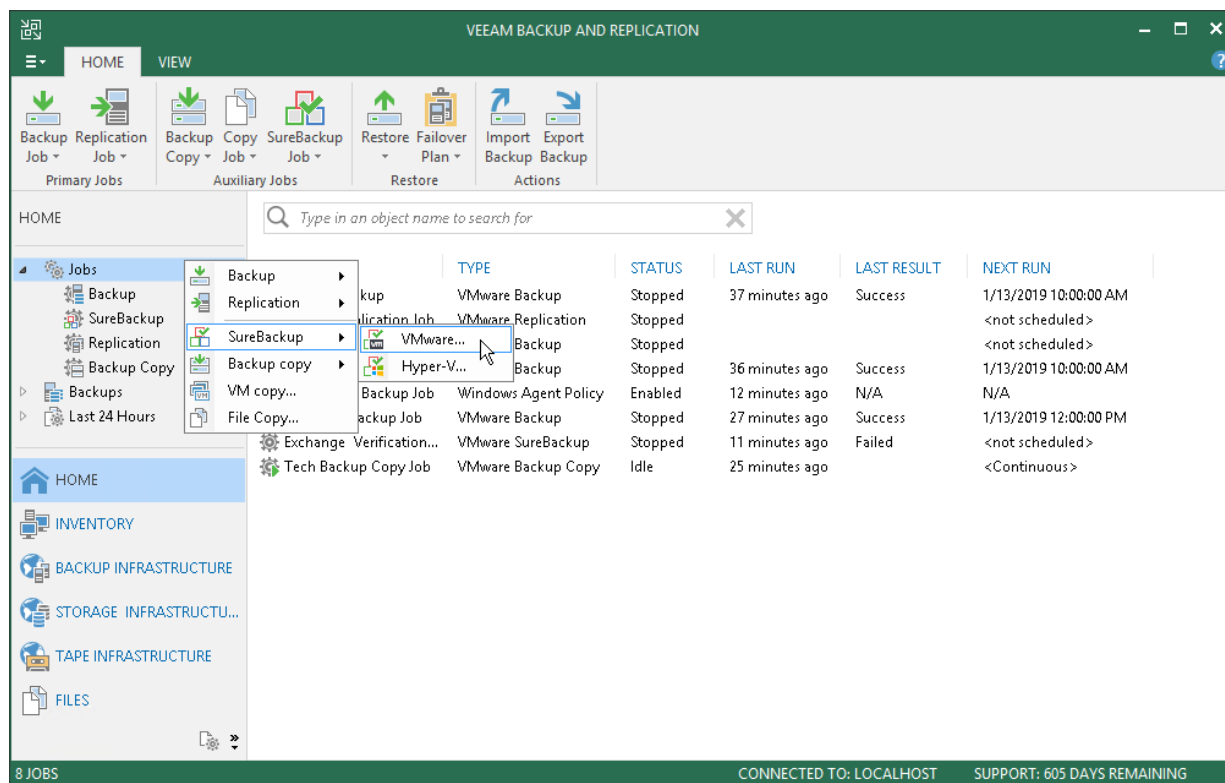 VEEAM BACKUP AND REPLICATION
HOME VIEW
Backup Job Replication Job Backup Copy Copy Job SureBackup Job Restore Failover Plan Import Backup Export Backup
Primary Jobs Auxiliary Jobs Restore Actions
HOME
Type in an object name to search for
Jobs
Backup
SureBackup
Replication
Backup Copy
Backups
Last 24 Hours
Backup
Replication
SureBackup
Backup copy
VM copy...
File Copy...
VMware...
Hyper-V...
TYPE STATUS LAST RUN LAST RESULT NEXT RUN
kup VMware Backup Stopped 37 minutes ago Success 1/13/2019 10:00:00 AM
lication Job VMware Replication Stopped <not scheduled>
Backup Stopped <not scheduled>
Backup Stopped 36 minutes ago Success 1/13/2019 10:00:00 AM
Backup Job Windows Agent Policy Enabled 12 minutes ago N/A N/A
ackup Job VMware Backup Stopped 27 minutes ago Success 1/13/2019 12:00:00 PM
Exchange Verification... VMware SureBackup Stopped 11 minutes ago Failed <not scheduled>
Tech Backup Copy Job VMware Backup Copy Idle 25 minutes ago <Continuous>
HOME
INVENTORY
BACKUP INFRASTRUCTURE
STORAGE INFRASTRUCTU...
TAPE INFRASTRUCTURE
FILES
8 JOBS CONNECTED TO: LOCALHOST SUPPORT: 605 DAYS REMAINING